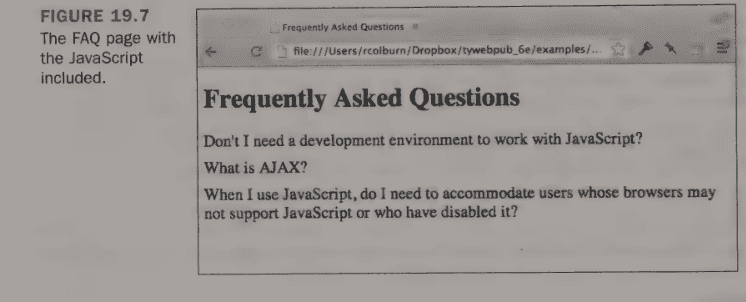 FIGURE 19.7
The FAQ page with
the JavaScript
included.
Frequently Asked Questions
file:///Users/rcolburn/Dropbox/tywebpub_6e/examples/...
Frequently Asked Questions
Don't I need a development environment to work with JavaScript?
What is AJAX?
When I use JavaScript, do I need to accommodate users whose browsers may
not support JavaScript or who have disabled it?